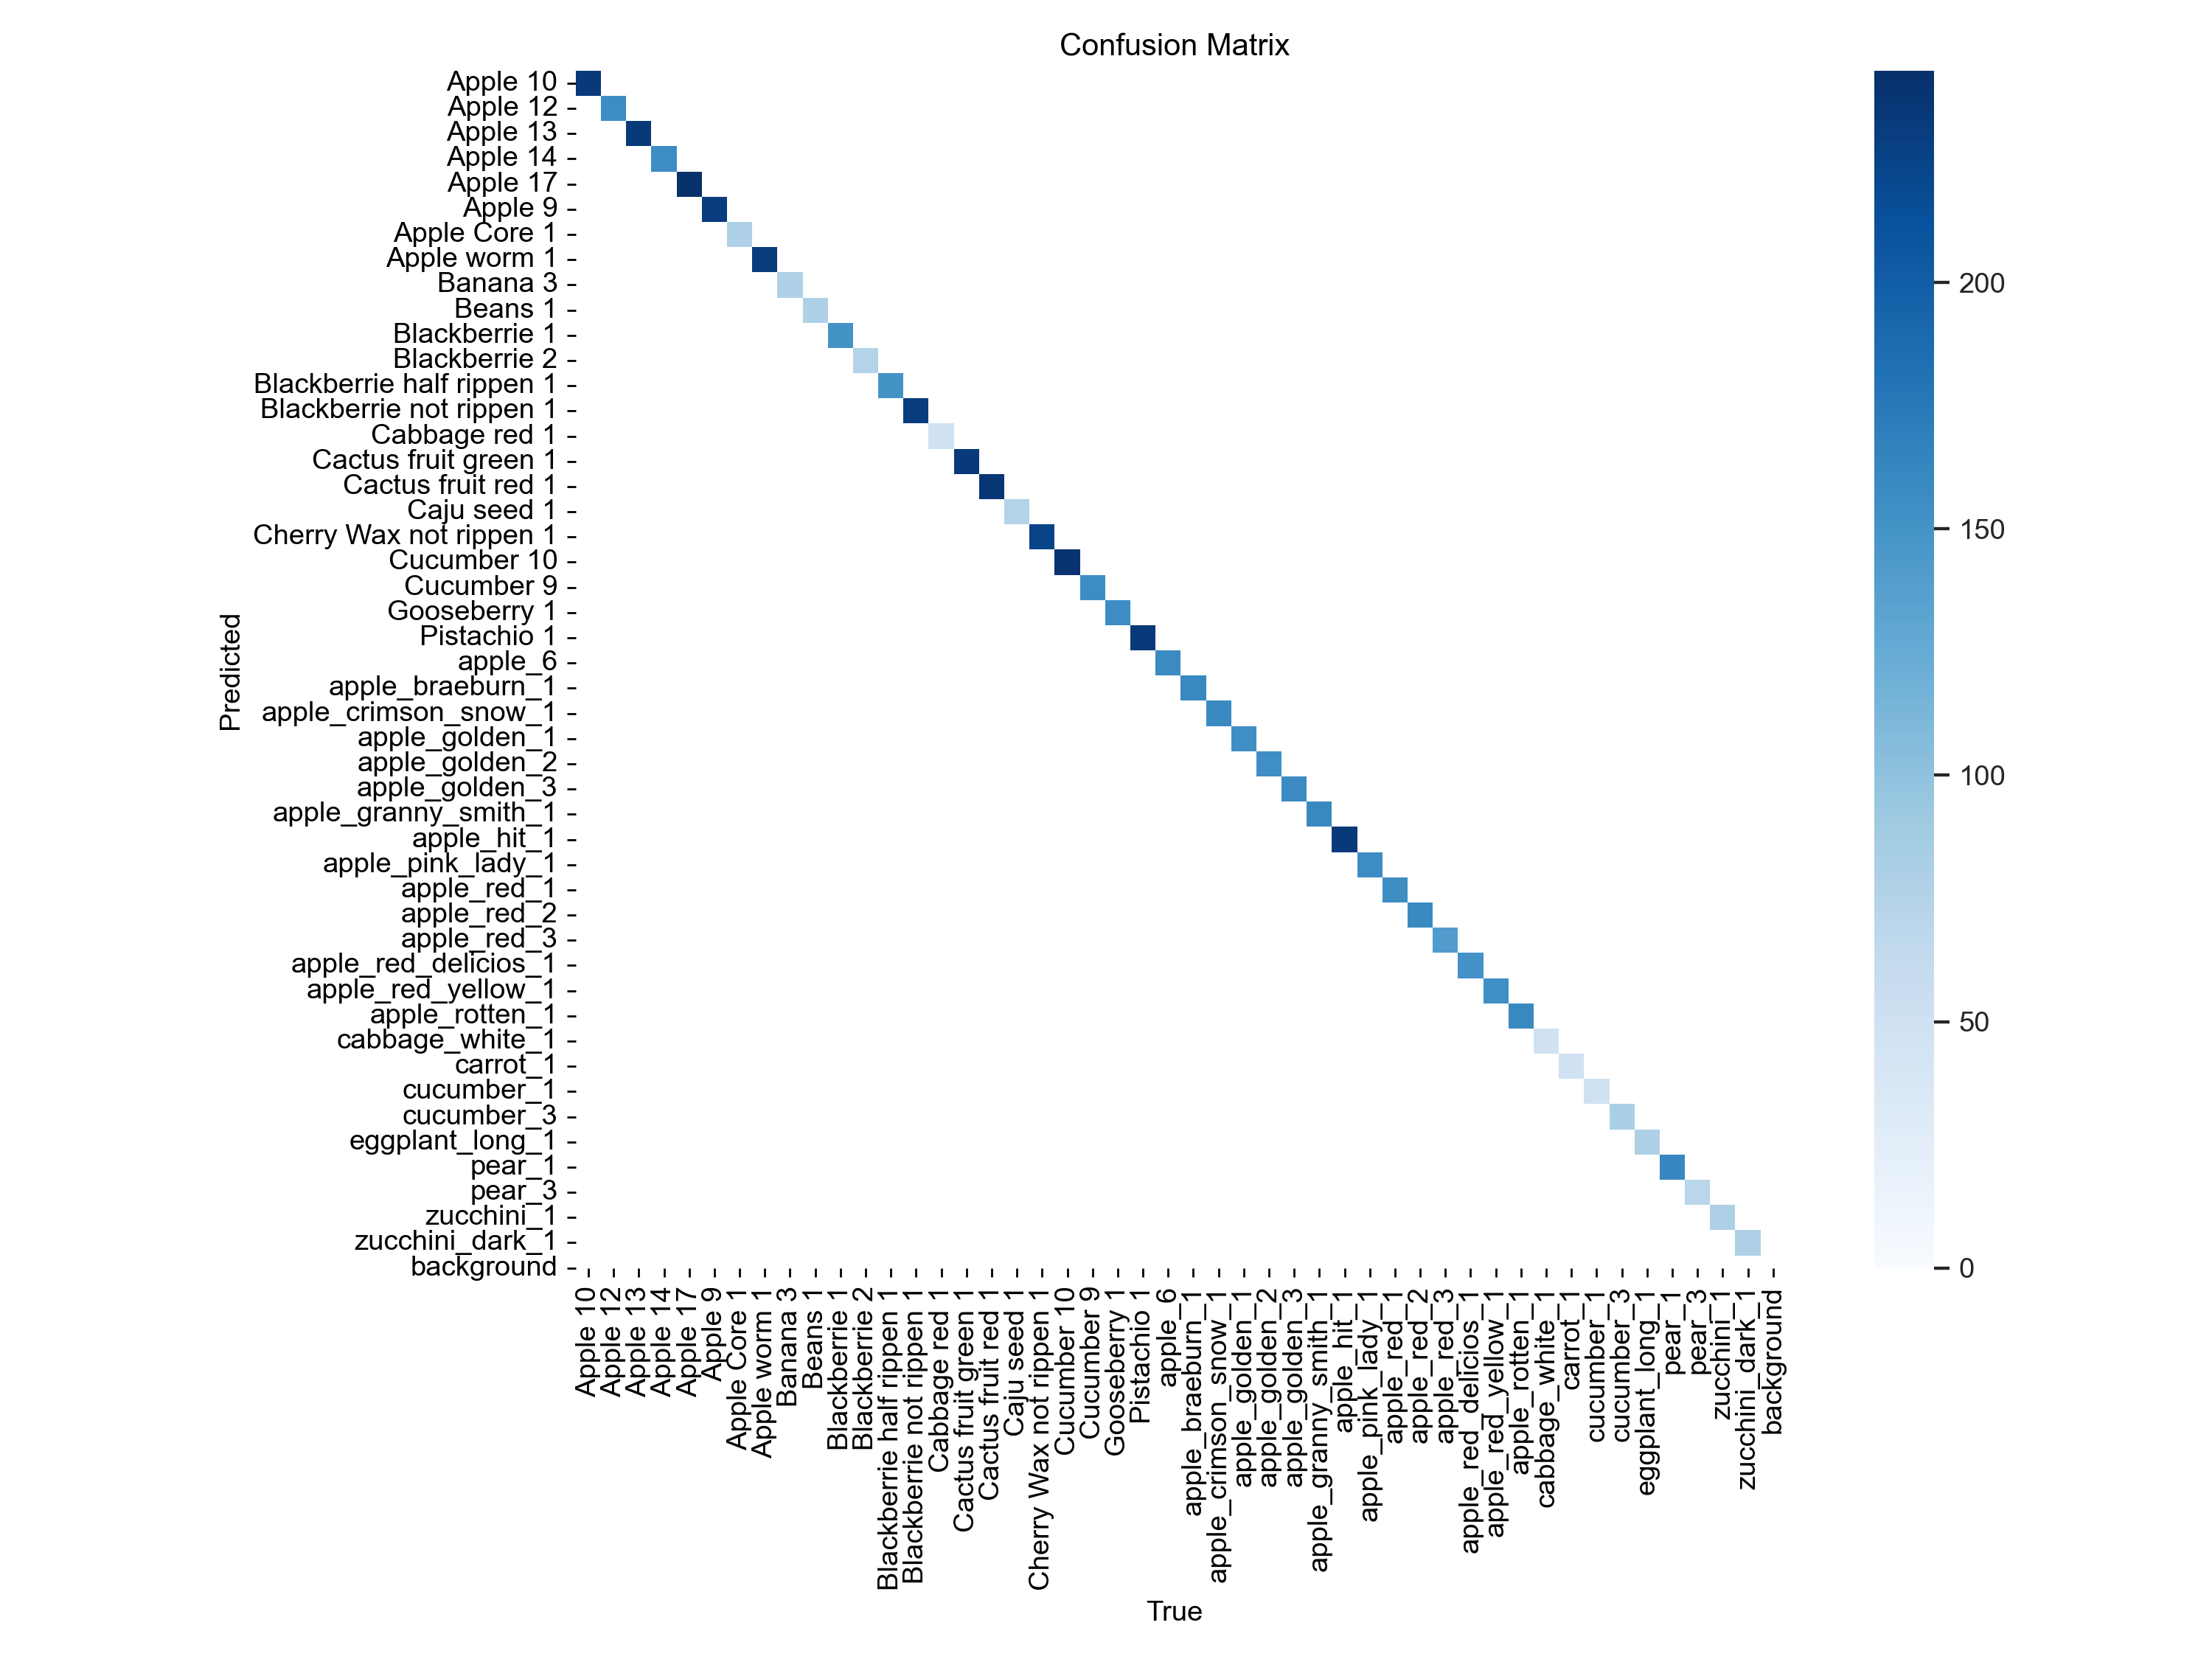 Confusion Matrix
Apple 10
Apple 12
Apple 13
Apple 14
Apple 17
Apple 9
Apple Core 1
Apple worm 1
Banana 3
Beans 1
Blackberrie 1
Blackberrie 2
Blackberrie half rippen 1
Blackberrie not rippen 1
Cabbage red 1
Cactus fruit green 1
Cactus fruit red 1
Caju seed 1
Cherry Wax not rippen 1
Cucumber 10
Cucumber 9
Gooseberry 1
Pistachio 1
apple_6
apple_braeburn_1
apple_crimson_snow_1
apple_golden_1
apple_golden_2
apple_golden_3
apple_granny_smith_1
apple_hit_1
apple_pink_lady_1
apple_red_1
apple_red_2
apple_red_3
apple_red_delicios_1
apple_red_yellow_1
apple_rotten_1
cabbage_white_1
carrot_1
cucumber_1
cucumber_3
eggplant_long_1
pear_1
pear_3
zucchini_1
zucchini_dark_1
background
Predicted
Apple 10
Apple 12
Apple 13
Apple 14
Apple 17
Apple 9
Apple Core 1
Apple worm 1
Banana 3
Beans 1
Blackberrie 1
Blackberrie 2
Blackberrie half rippen 1
Blackberrie not rippen 1
Cabbage red 1
Cactus fruit green 1
Cactus fruit red 1
Caju seed 1
Cherry Wax not rippen 1
Cucumber 10
Cucumber 9
Gooseberry 1
Pistachio 1
apple_6
apple_braeburn_1
apple_crimson_snow_1
apple_golden_1
apple_golden_2
apple_golden_3
apple_granny_smith_1
apple_hit_1
apple_pink_lady_1
apple_red_1
apple_red_2
apple_red_3
apple_red_delicios_1
apple_red_yellow_1
apple_rotten_1
cabbage_white_1
carrot_1
cucumber_1
cucumber_3
eggplant_long_1
pear_1
pear_3
zucchini_1
zucchini_dark_1
background
True
200
150
100
50
0